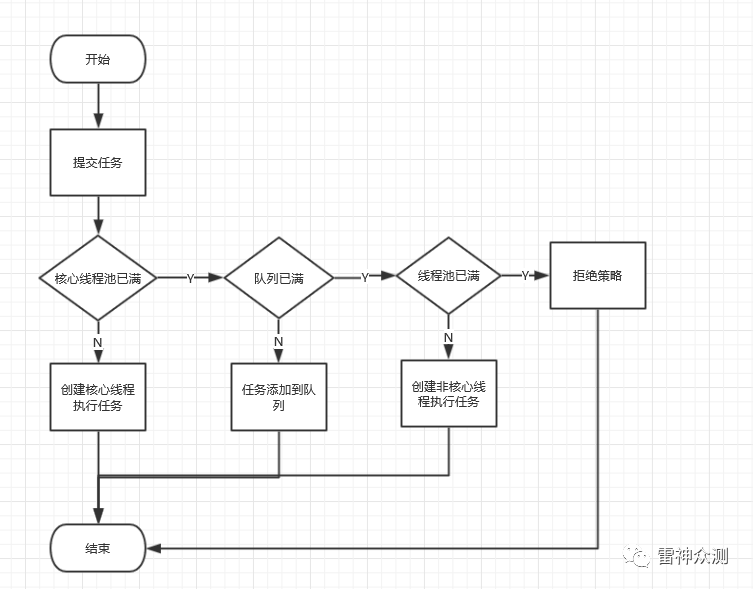 开始
提交任务
核心线程池已满
Y
队列已满
Y
线程池已满
Y
拒绝策略
N
N
N
创建核心线程
执行任务
任务添加到队
列
创建非核心线
程执行任务
结束
雷神众测